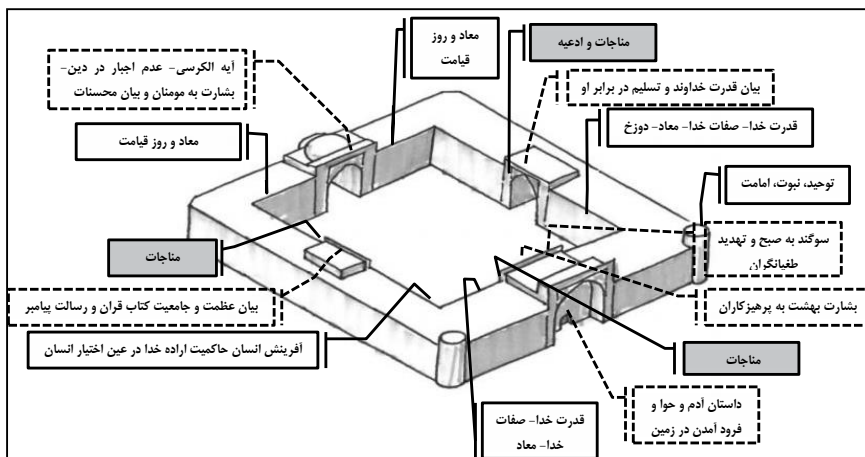 معاد و روز
قیامت
مناجات و ادعیه
آیه الکرسی- عدم اجبار در دین-
بشارت به مومنان و بیان محسنات
بیان قدرت خداوند و تسلیم در برابر او
معاد و روز قیامت
قدرت خدا- صفات خدا- معاد- دوزخ
توحید، نبوت، امامت
سوگند به صبح و تهدید
طغیانگران
مناجات
بشارت بهشت به پرهیزکاران
بیان عظمت و جامعیت کتاب قران و رسالت پیامبر
آفرینش انسان حاکمیت اراده خدا در عین اختیار انسان
مناجات
داستان آدم و حوا و
فرود آمدن در زمین
قدرت خدا- صفات
خدا- معاد